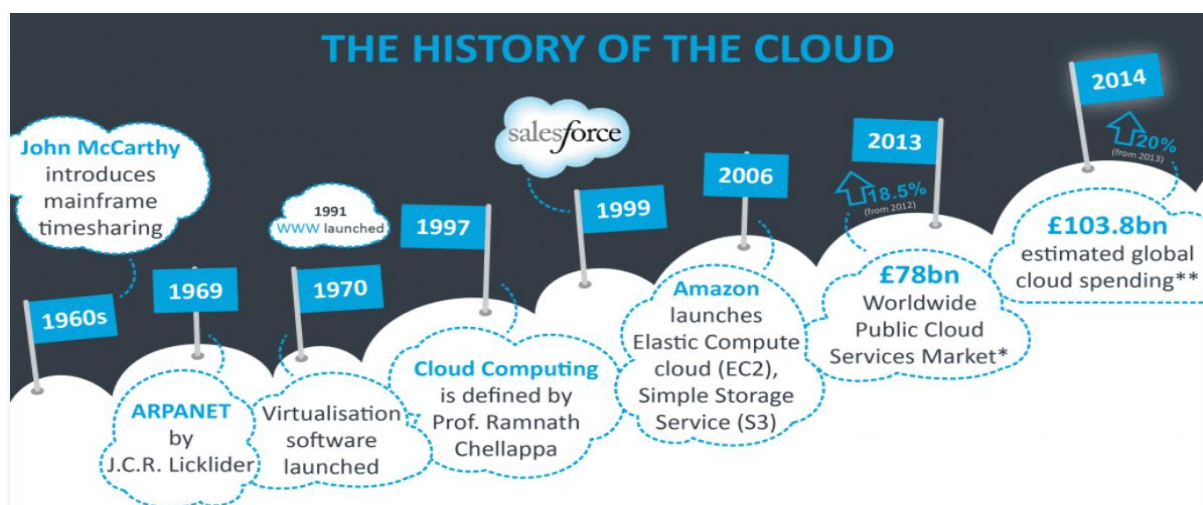 THE HISTORY OF THE CLOUD
1960s
John McCarthy
introduces
mainframe
timesharing
1969
ARPANET
by
J.C.R. Licklider
1970
Virtualisation
software
launched
1991
WWW launched
1997
Cloud Computing
is defined by
Prof. Ramnath
Chellappa
1999
salesforce
2006
Amazon
launches
Elastic Compute
cloud (EC2),
Simple Storage
Service (S3)
2013
18.5%
(from 2012)
£78bn
Worldwide
Public Cloud
Services Market*
2014
20%
(from 2013)
£103.8bn
estimated global
cloud spending**